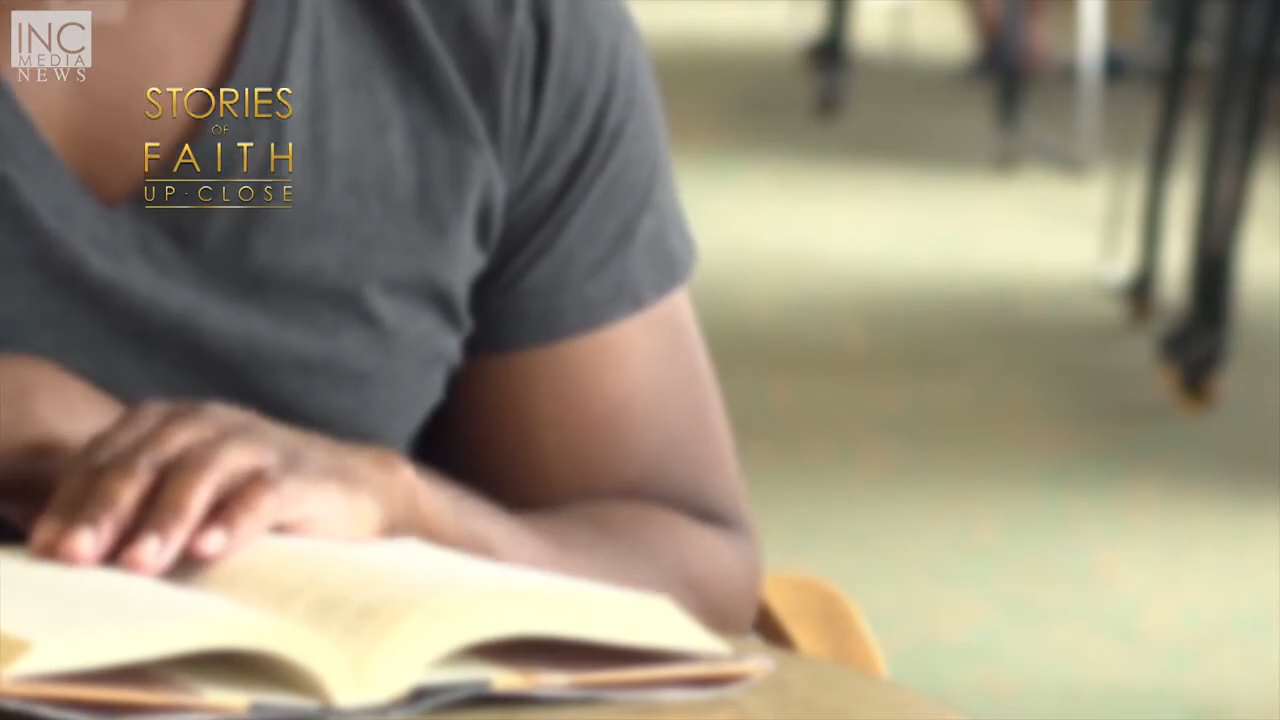 INC
MEDIA
NEWS
STORIES
OF
FAITH
UP-CLOSE